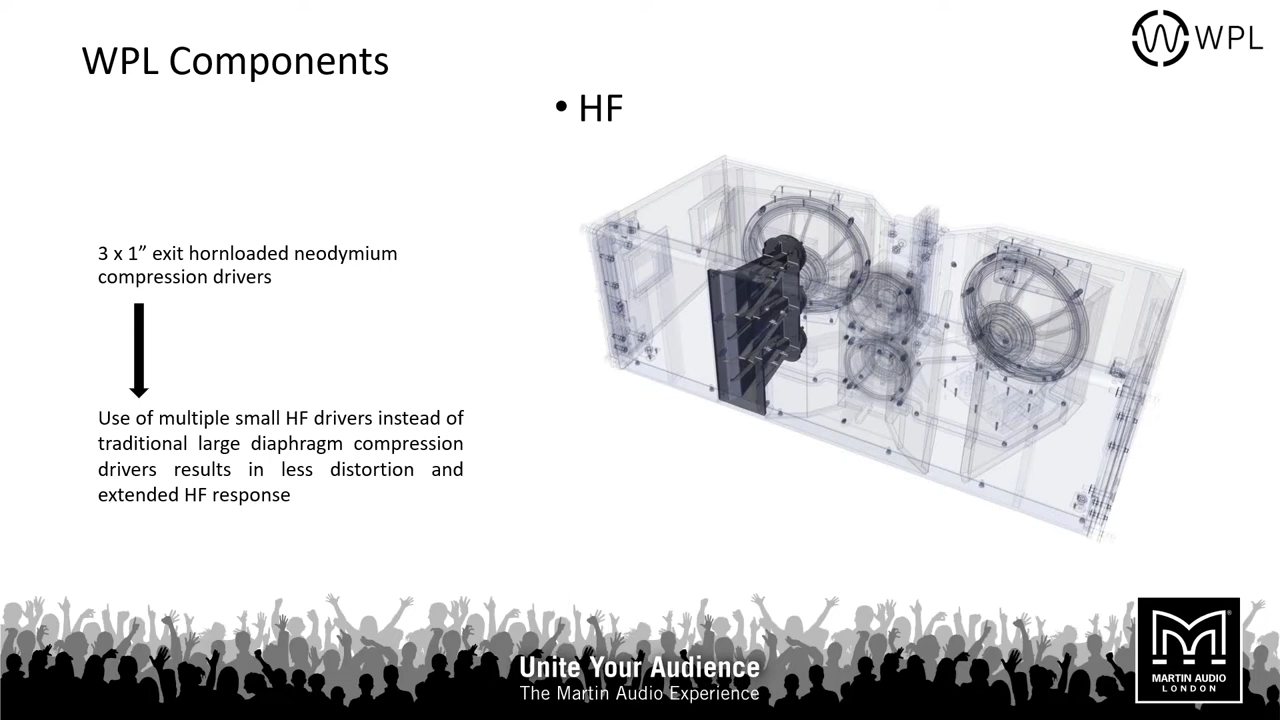 WPL Components
WPL
• HF
3 x 1” exit hornloaded neodymium
compression drivers
Use of multiple small HF drivers instead of
traditional large diaphragm compression
drivers results in less distortion and
extended HF response
Unite Your Audience
The Martin Audio Experience
®
MARTIN AUDIO
LONDON